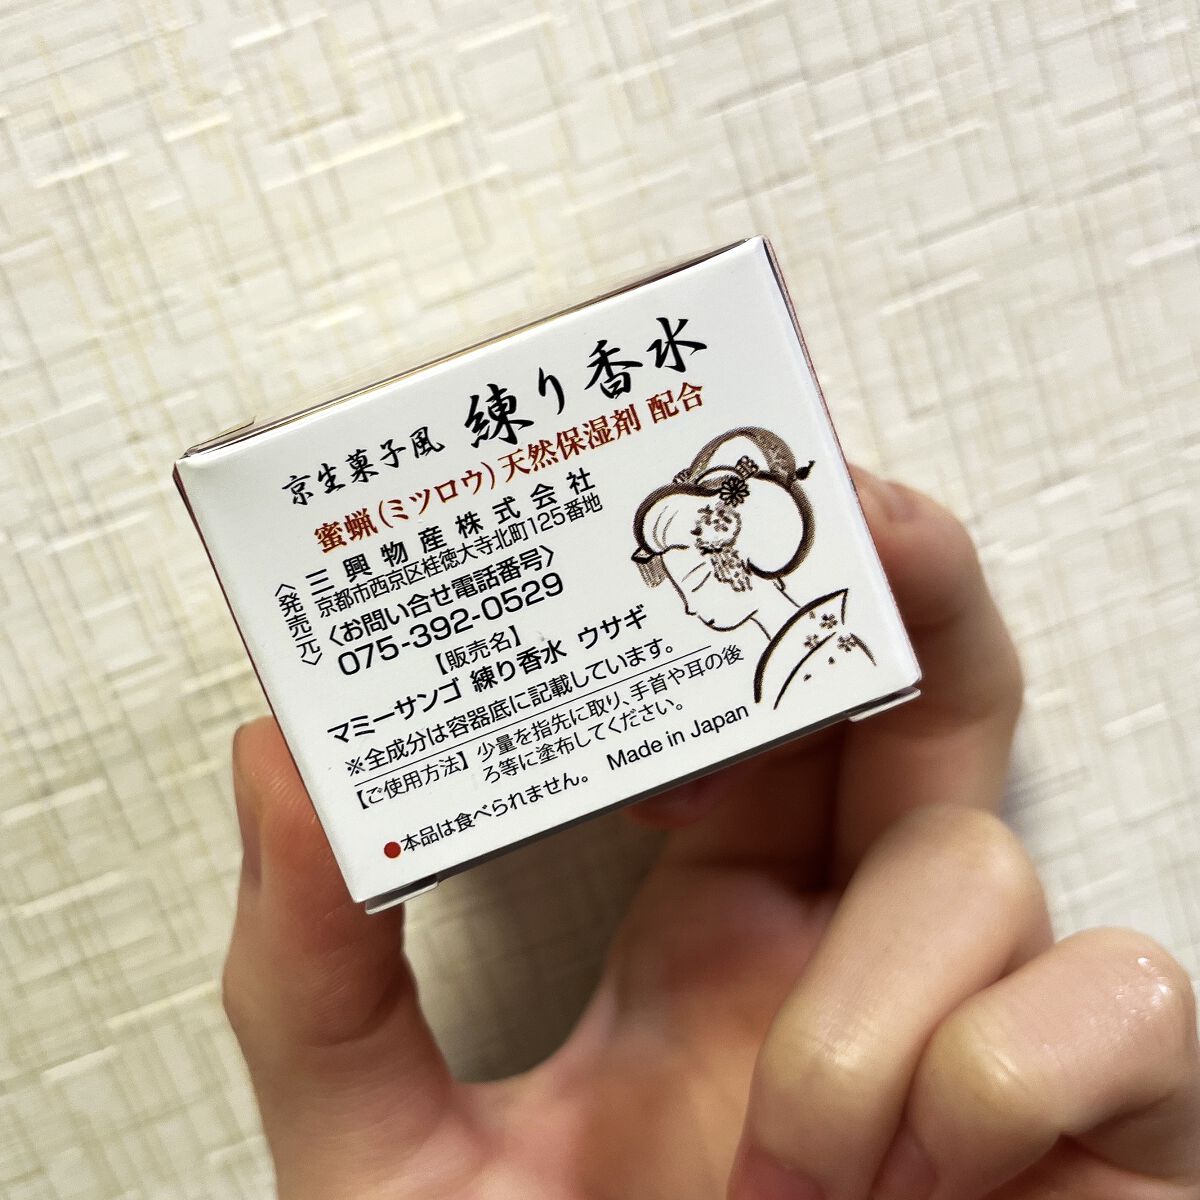 京生菓子風 練り香水
蜜蝋(ミツロウ)天然保湿剤 配合
〈発売元〉
三興物産株式会社
京都市西京区桂徳大寺北町125番地
〈お問い合せ電話番号〉
075-392-0529
【販売名】
マミーサンゴ 練り香水 ウサギ
※全成分は容器底に記載しています。
【ご使用方法】少量を指先に取り、手首や耳の後
ろ等に塗布してください。
●本品は食べられません。 Made in Japan